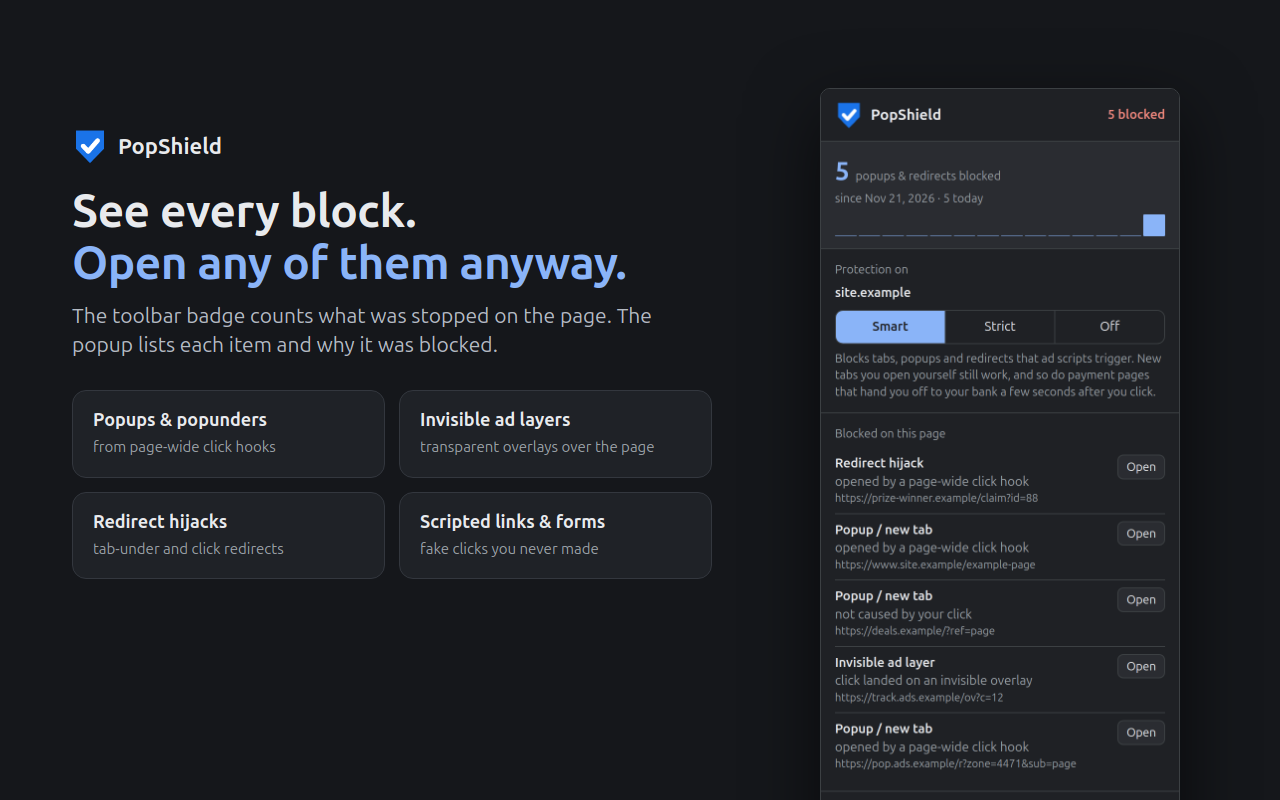 PopShield
See every block.
Open any of them anyway.
The toolbar badge counts what was stopped on the page. The
popup lists each item and why it was blocked.
Popups & popunders
from page-wide click hooks
Invisible ad layers
transparent overlays over the page
Redirect hijacks
tab-under and click redirects
Scripted links & forms
fake clicks you never made
PopShield
5 blocked
5 popups & redirects blocked
since Nov 21, 2026 · 5 today
Protection on
site.example
Smart
Strict
Off
Blocks tabs, popups and redirects that ad scripts trigger. New
tabs you open yourself still work, and so do payment pages
that hand you off to your bank a few seconds after you click.
Blocked on this page
Redirect hijack
opened by a page-wide click hook
https://prize-winner.example/claim?id=88
Open
Popup / new tab
opened by a page-wide click hook
https://www.site.example/example-page
Open
Popup / new tab
not caused by your click
https://deals.example/?ref=page
Open
Invisible ad layer
click landed on an invisible overlay
https://track.ads.example/ov?c=12
Open
Popup / new tab
opened by a page-wide click hook
https://pop.ads.example/r?zone=4471&sub=page
Open